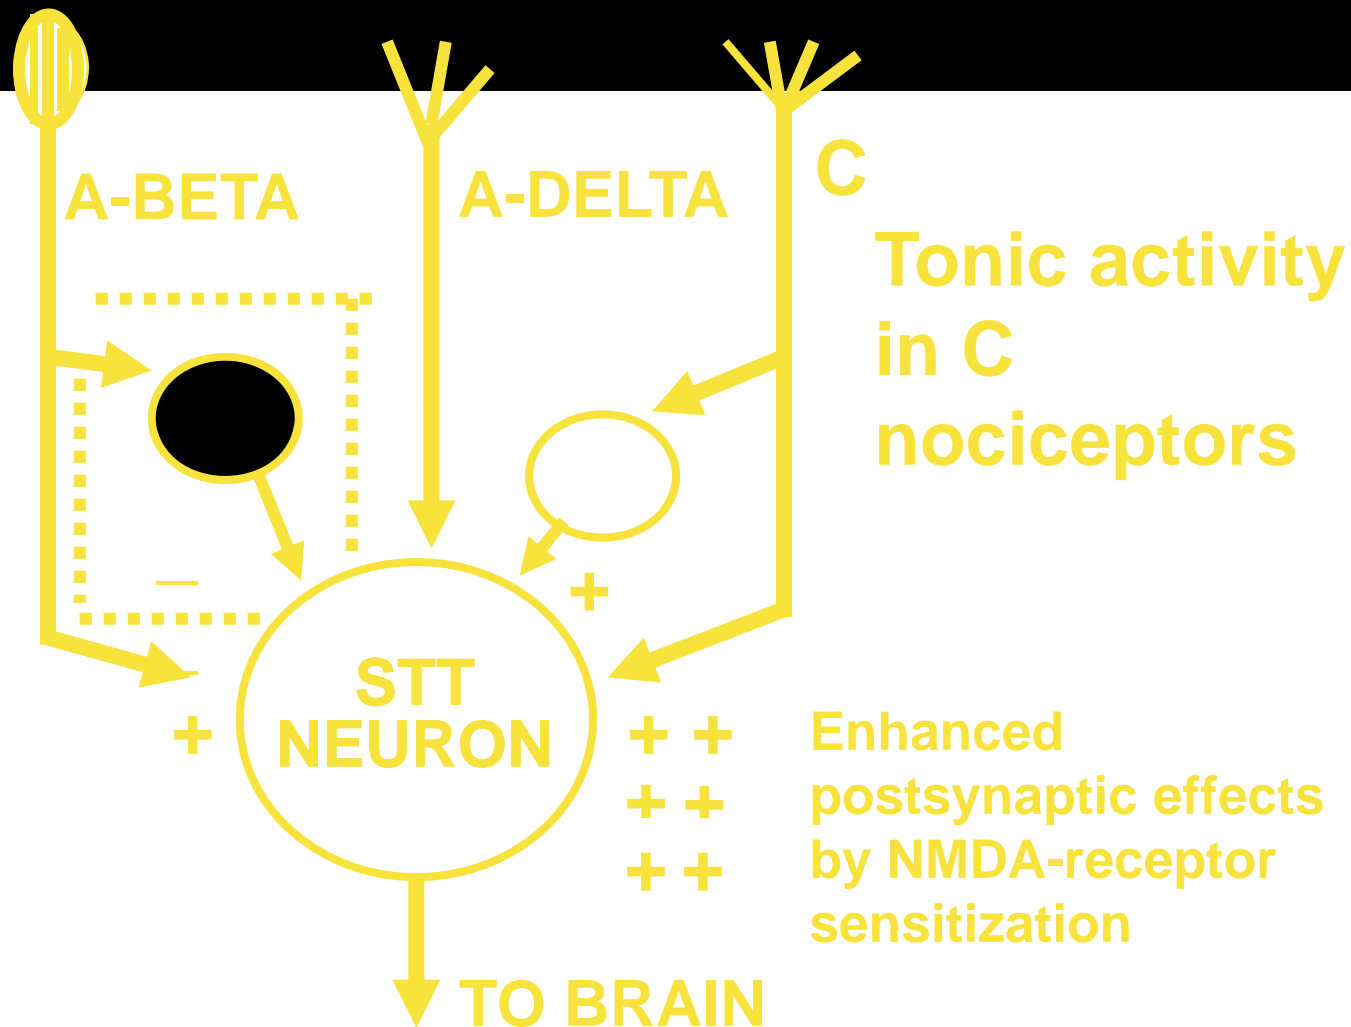 A-BETA
A-DELTA
C
Tonic activity
in C
nociceptors
+
STT
NEURON
+
+ +
+ +
+ +
Enhanced
postsynaptic effects
by NMDA-receptor
sensitization
TO BRAIN